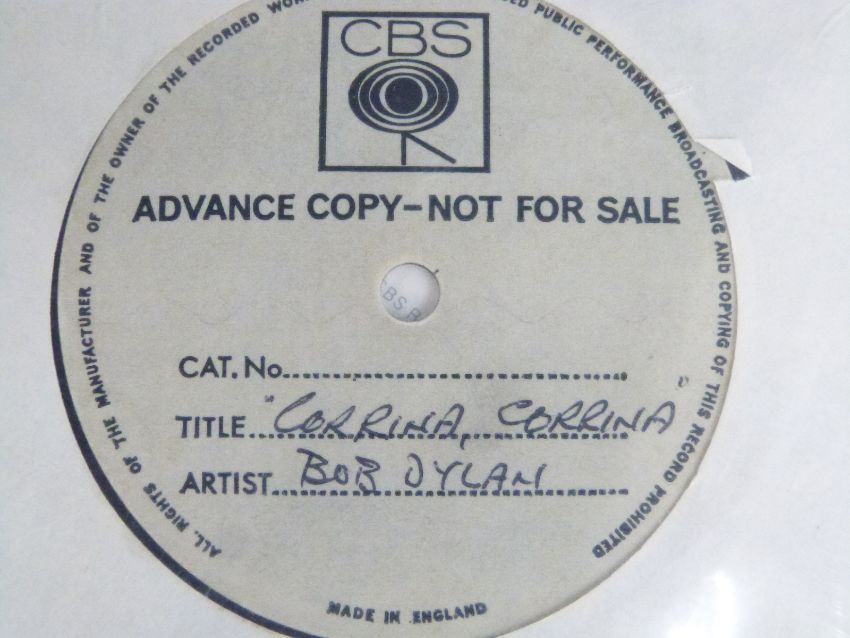 CBS
ADVANCE COPY–NOT FOR SALE
CBS
CAT. No.
TITLE "CORRINA, CORRINA"
ARTIST BOB DYLAN
ALL RIGHTS OF THE MANUFACTURER AND OF THE OWNER OF THE RECORDED PUBLIC PERFORMANCE BROADCASTING AND COPYING OF THIS RECORD PROHIBITED
MADE IN ENGLAND